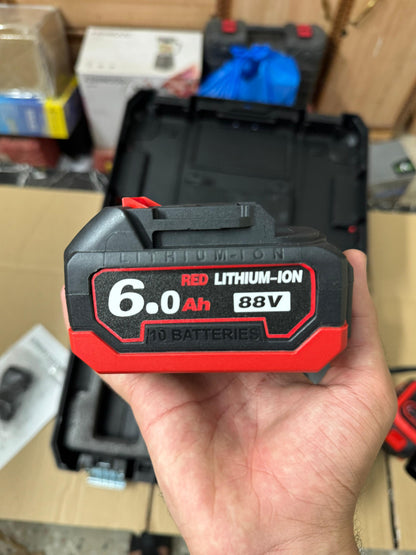 LITHIUM-ION
RED LITHIUM-ION
6.0Ah 88V
10 BATTERIES